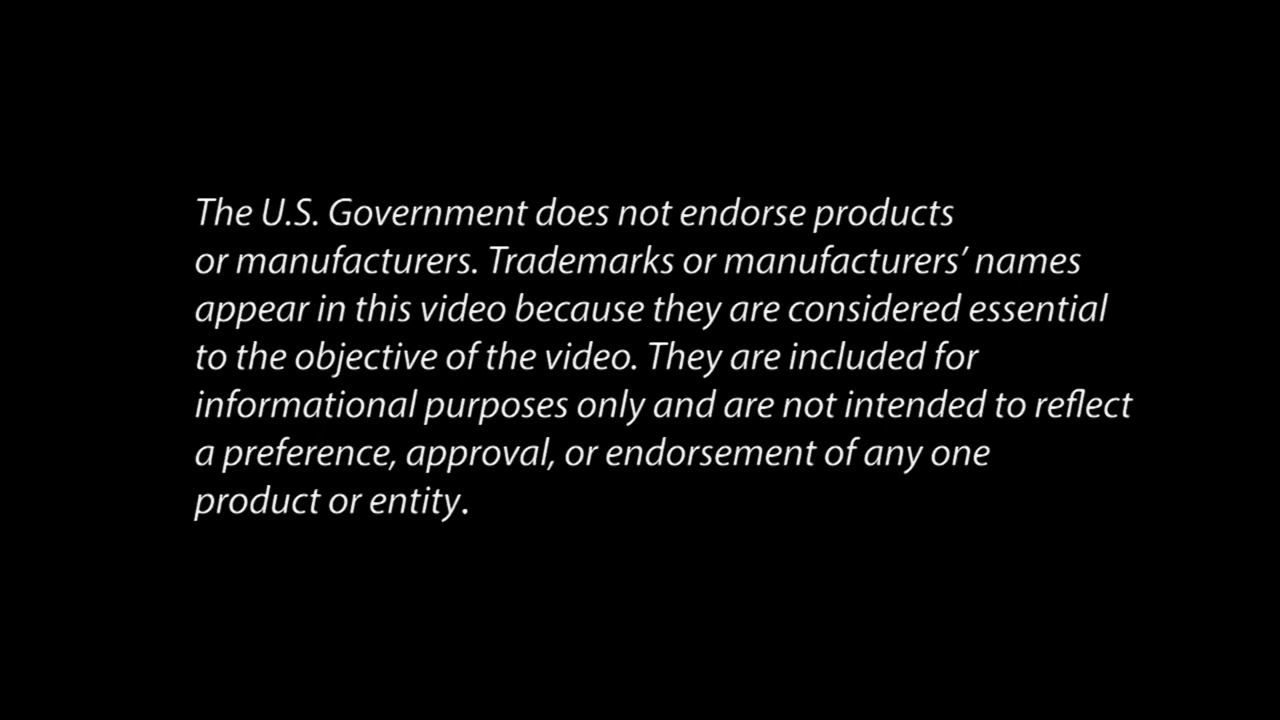 The U.S. Government does not endorse products
or manufacturers. Trademarks or manufacturers’ names
appear in this video because they are considered essential
to the objective of the video. They are included for
informational purposes only and are not intended to reflect
a preference, approval, or endorsement of any one
product or entity.